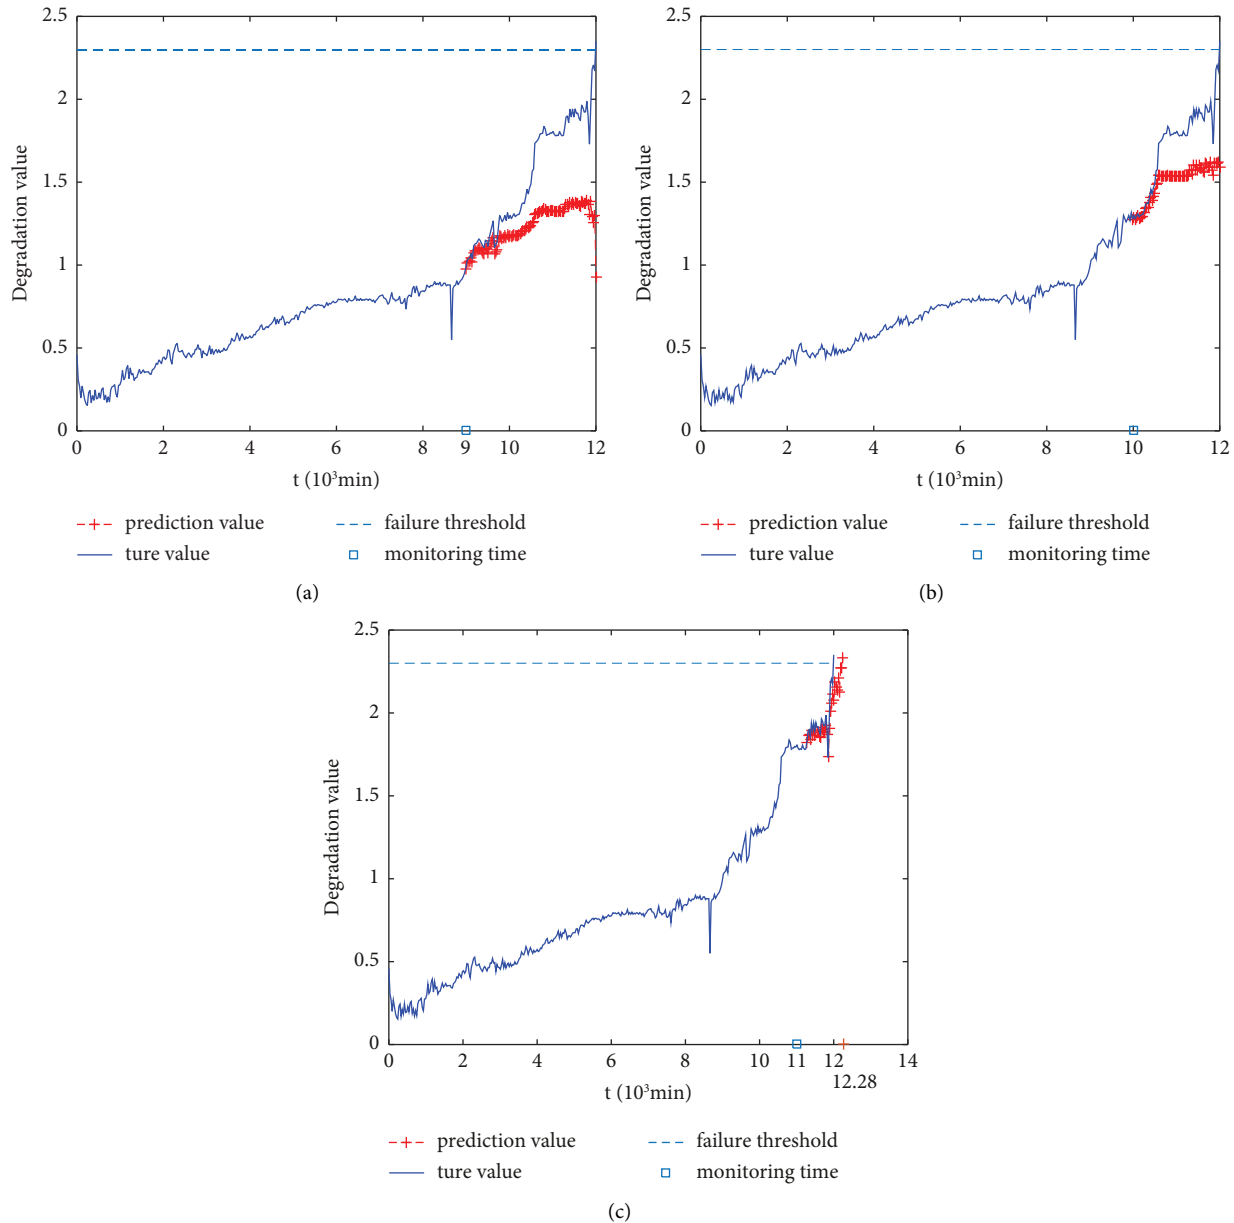 2.5
2
1.5
1
0.5
0
Degradation value
0 2 4 6 8 9 10 12
t (10³min)
prediction value
ture value
failure threshold
monitoring time
(a)
2.5
2
1.5
1
0.5
0
Degradation value
0 2 4 6 8 10 12
t (10³min)
prediction value
ture value
failure threshold
monitoring time
(b)
2.5
2
1.5
1
0.5
0
Degradation value
0 2 4 6 8 10 11 12 14
12.28
t (10³min)
prediction value
ture value
failure threshold
monitoring time
(c)